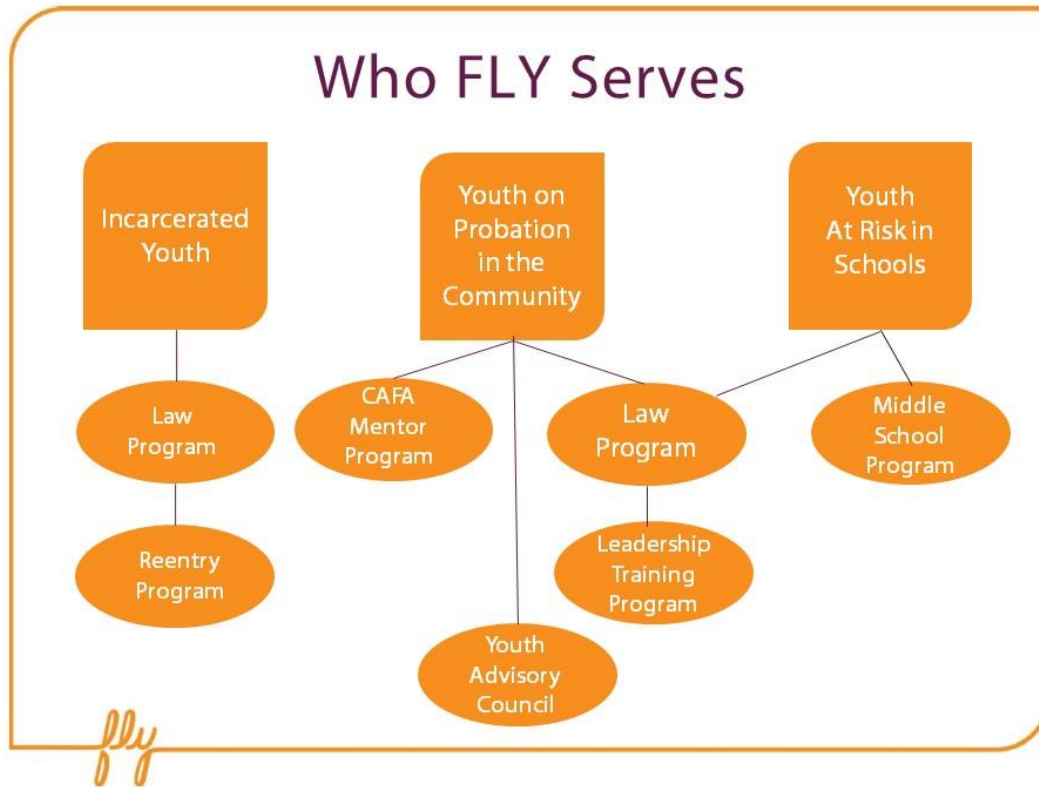 Who FLY Serves
Incarcerated
Youth
Youth on
Probation
in the
Community
Youth
At Risk in
Schools
Law
Program
CAFA
Mentor
Program
Law
Program
Middle
School
Program
Reentry
Program
Leadership
Training
Program
Youth
Advisory
Council
fly